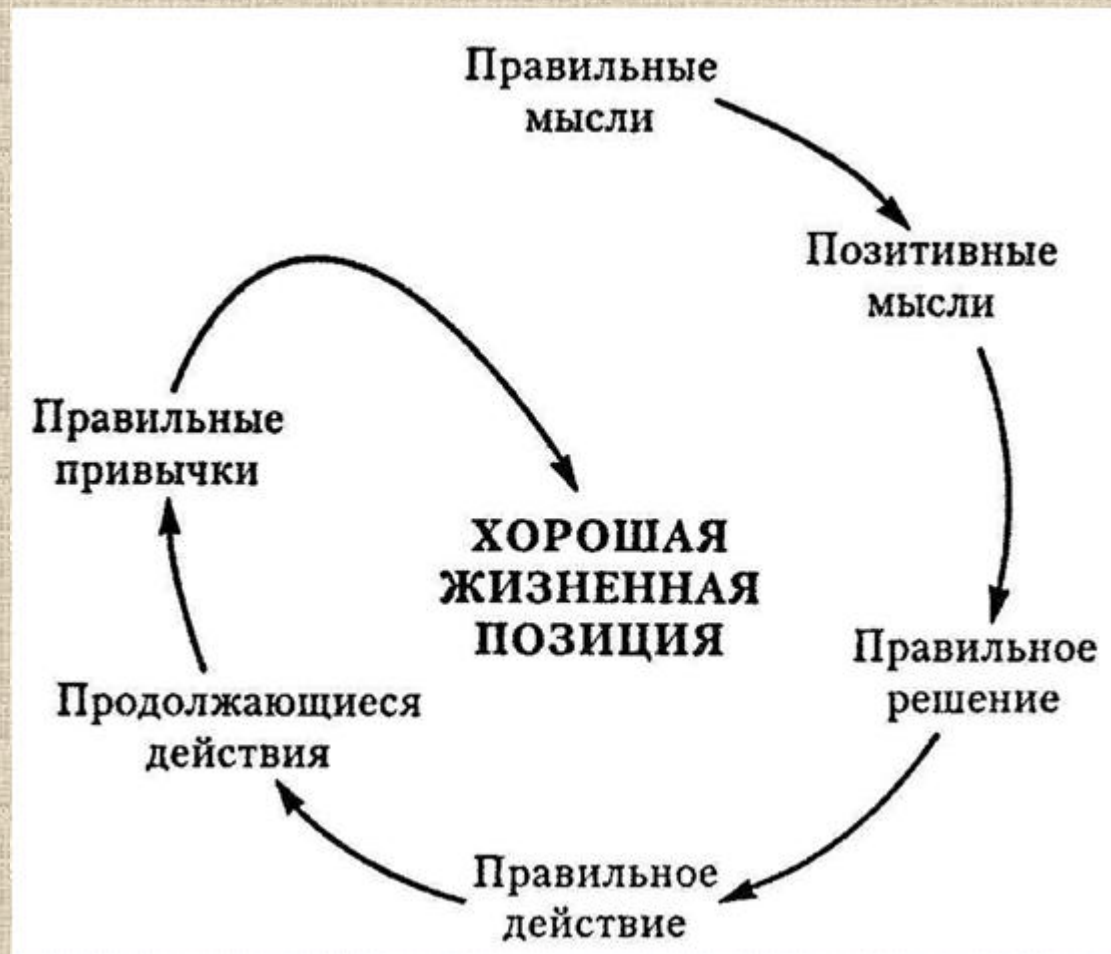 Правильные
мысли
Позитивные
мысли
Правильное
решение
Правильное
действие
Продолжающиеся
действия
Правильные
привычки
ХОРОШАЯ
ЖИЗНЕННАЯ
ПОЗИЦИЯ